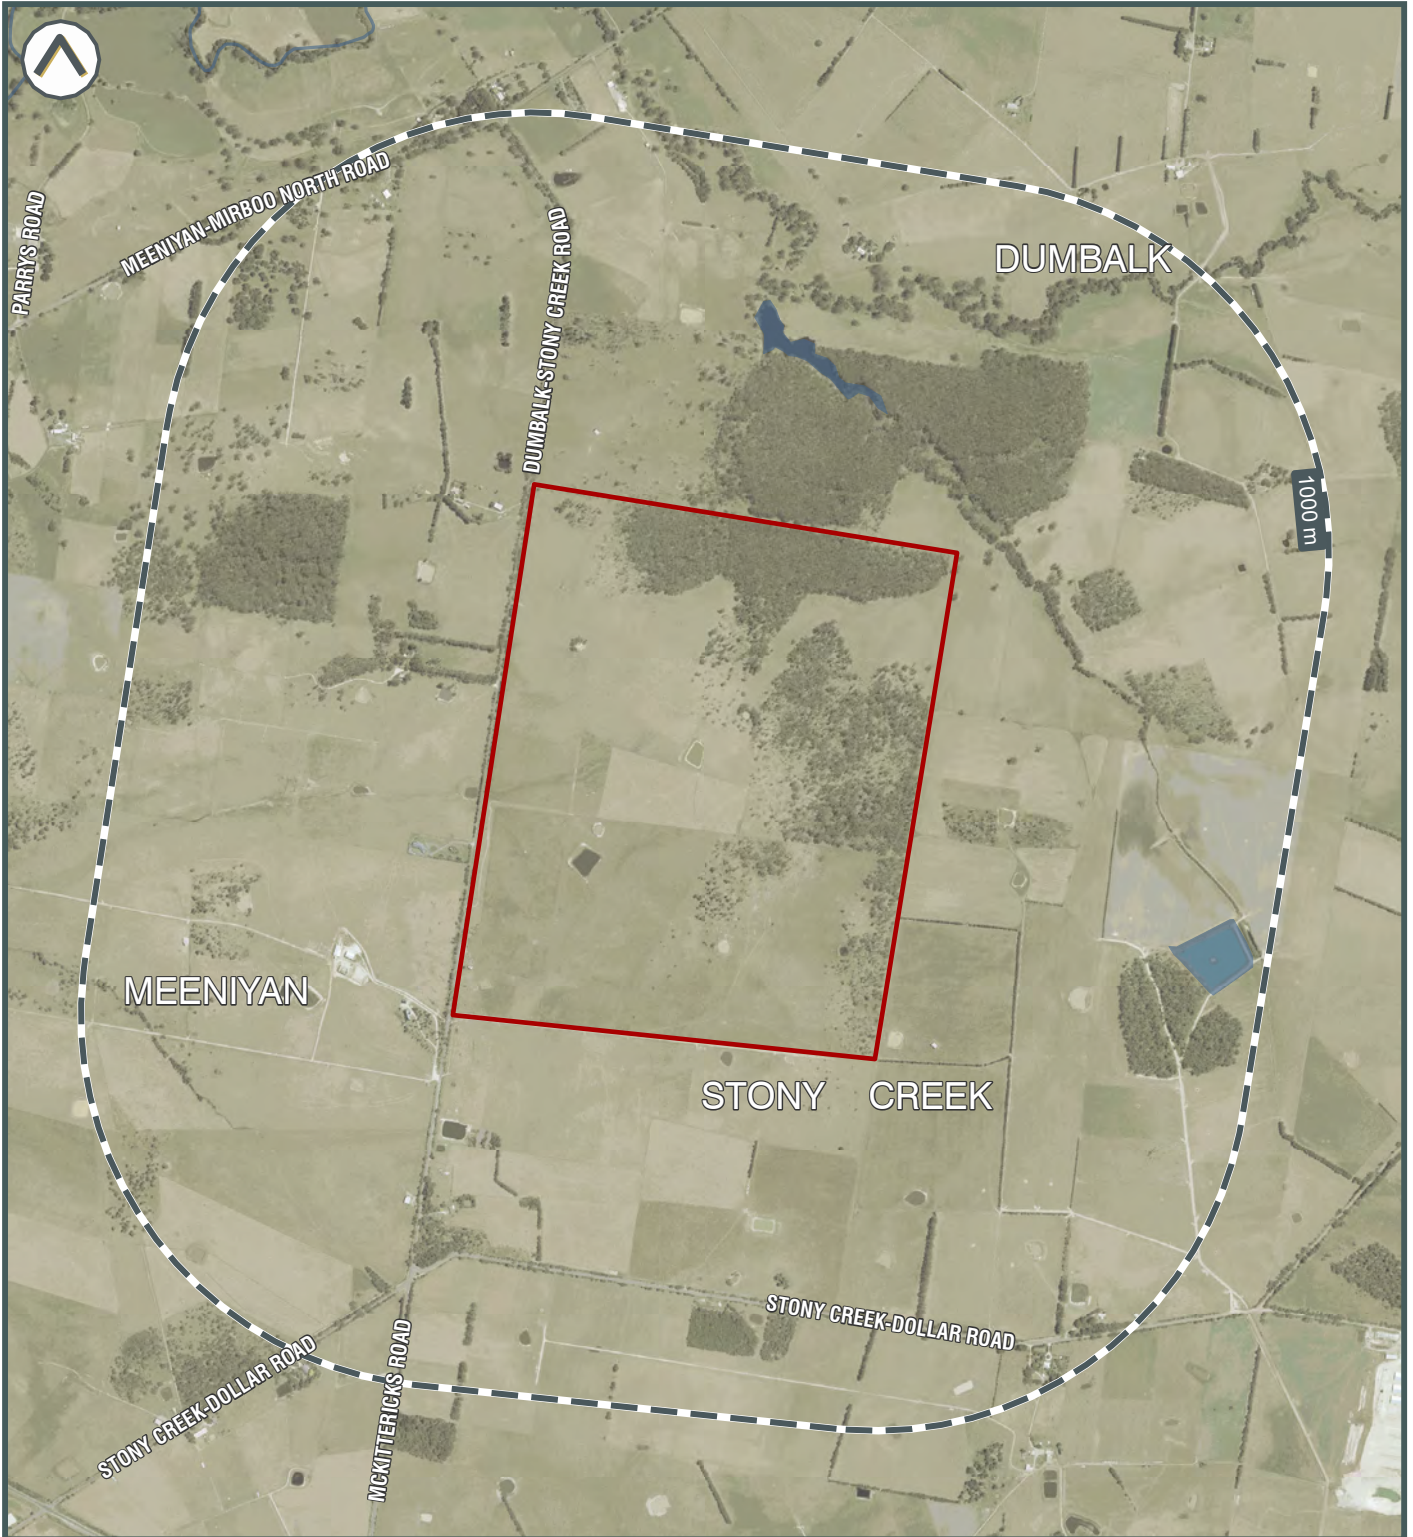 MEENIYAN-MIRBOO NORTH ROAD
PARRYS ROAD
DUMBALK-STONY CREEK ROAD
DUMBALK
1000 m
MEENIYAN
STONY CREEK
STONY CREEK-DOLLAR ROAD
STONY CREEK-DOLLAR ROAD
MCKITTERICKS ROAD